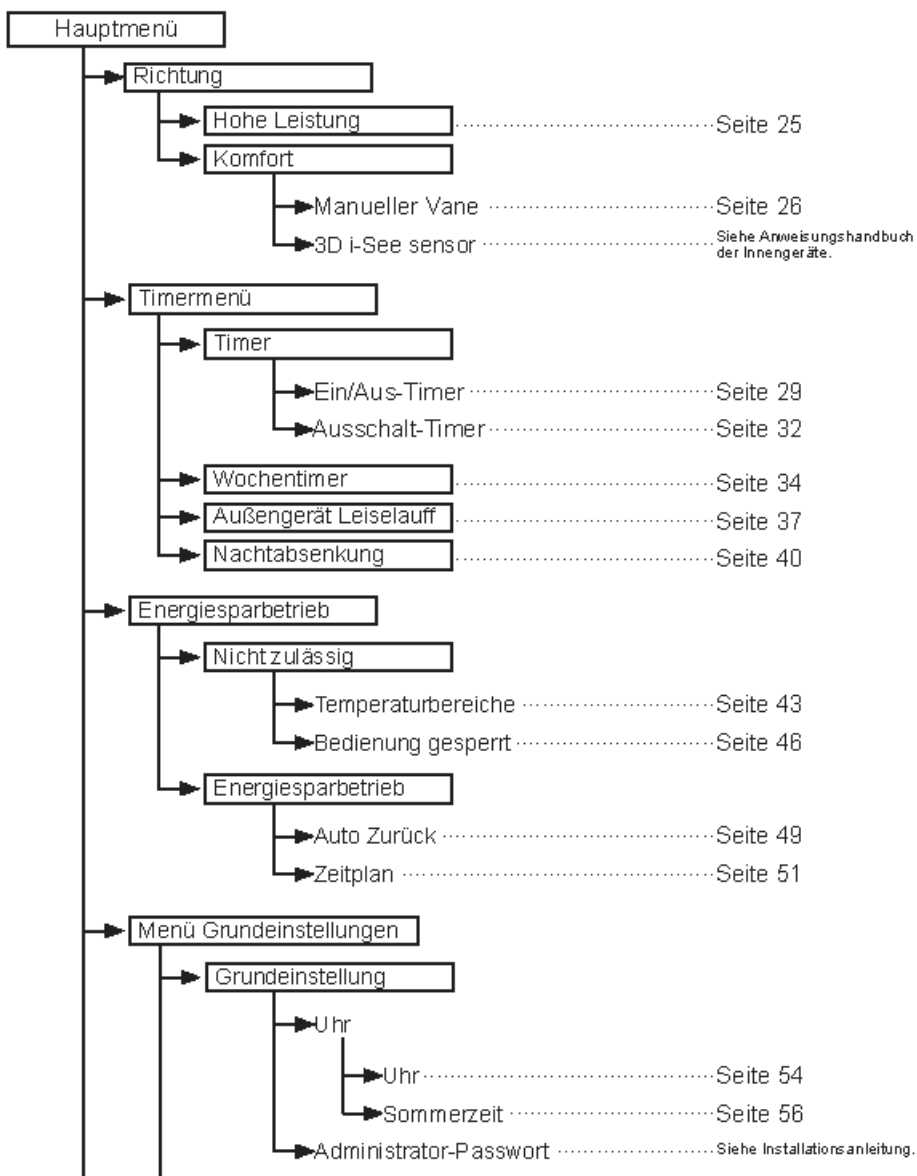 Hauptmenü
Richtung
Hohe Leistung Seite 25
Komfort
Manueller Vane Seite 26
3D i-See sensor Siehe Anweisungshandbuch
der Innengeräte.
Timermenü
Timer
Ein/Aus-Timer Seite 29
Ausschalt-Timer Seite 32
Wochentimer Seite 34
Außengerät Leiselauff Seite 37
Nachtabsenkung Seite 40
Energiesparbetrieb
Nicht zulässig
Temperaturbereiche Seite 43
Bedienung gesperrt Seite 46
Energiesparbetrieb
Auto Zurück Seite 49
Zeitplan Seite 51
Menü Grundeinstellungen
Grundeinstellung
Uhr
Uhr Seite 54
Sommerzeit Seite 56
Administrator-Passwort Siehe Installationsanleitung.